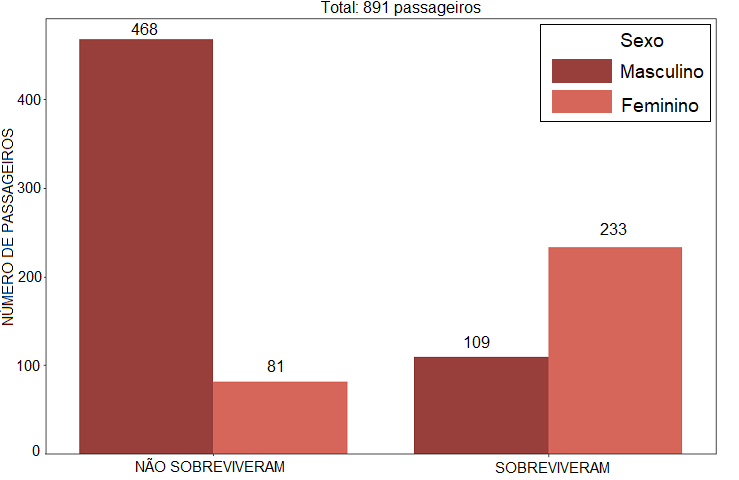 Total: 891 passageiros
468
Sexo
Masculino
Feminino
400
NÚMERO DE PASSAGEIROS
300
233
200
109
100
81
0
NÃO SOBREVIVERAM
SOBREVIVERAM